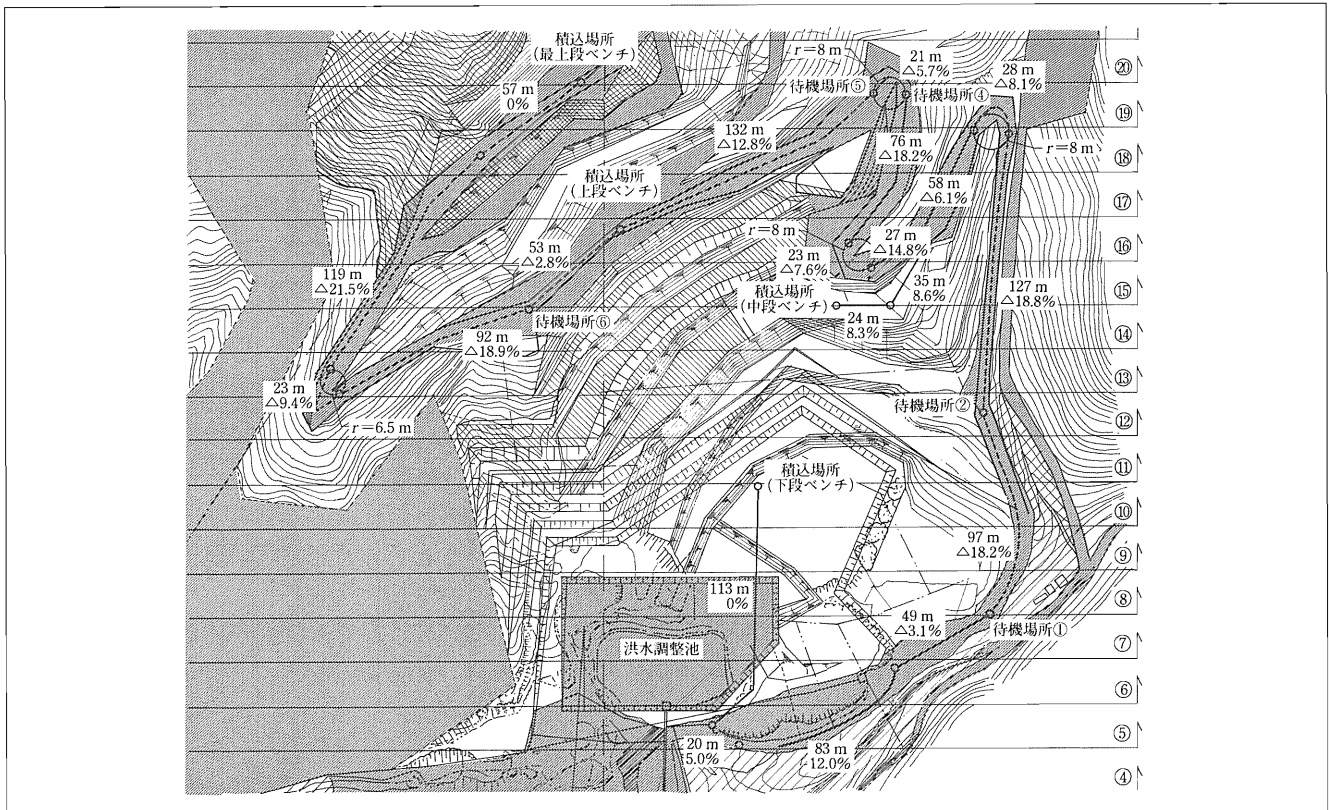 積込場所
(最上段ベンチ)
57 m
0%
r＝8 m
21 m
△5.7%
28 m
△8.1%
⑳
待機場所⑤
待機場所④
⑲
132 m
△12.8%
76 m
△18.2%
r＝8 m
⑱
積込場所
(上段ベンチ)
58 m
△6.1%
⑰
r＝8 m
27 m
△14.8%
⑯
53 m
△2.8%
23 m
△7.6%
119 m
△21.5%
積込場所
(中段ベンチ)
35 m
8.6%
127 m
△18.8%
⑮
待機場所⑥
24 m
8.3%
⑭
92 m
△18.9%
⑬
23 m
△9.4%
待機場所②
r＝6.5 m
⑫
積込場所
(下段ベンチ)
⑪
⑩
97 m
△18.2%
⑨
113 m
0%
⑧
49 m
△3.1%
待機場所①
洪水調整池
⑦
⑥
⑤
20 m
5.0%
83 m
-12.0%
④